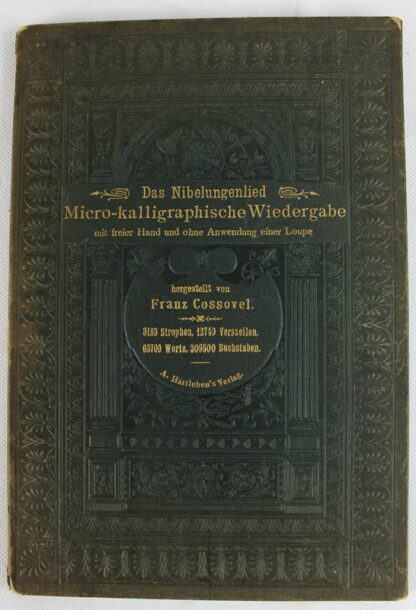 Das Nibelungenlied
Micro-kalligraphische Wiedergabe
mit freier Hand und ohne Anwendung einer Loupe
hergestellt von
Franz Cossovel.
3185 Strophen, 12740 Verszeilen,
63700 Worte, 309500 Buchstaben.
A. Hartleben's Verlag.